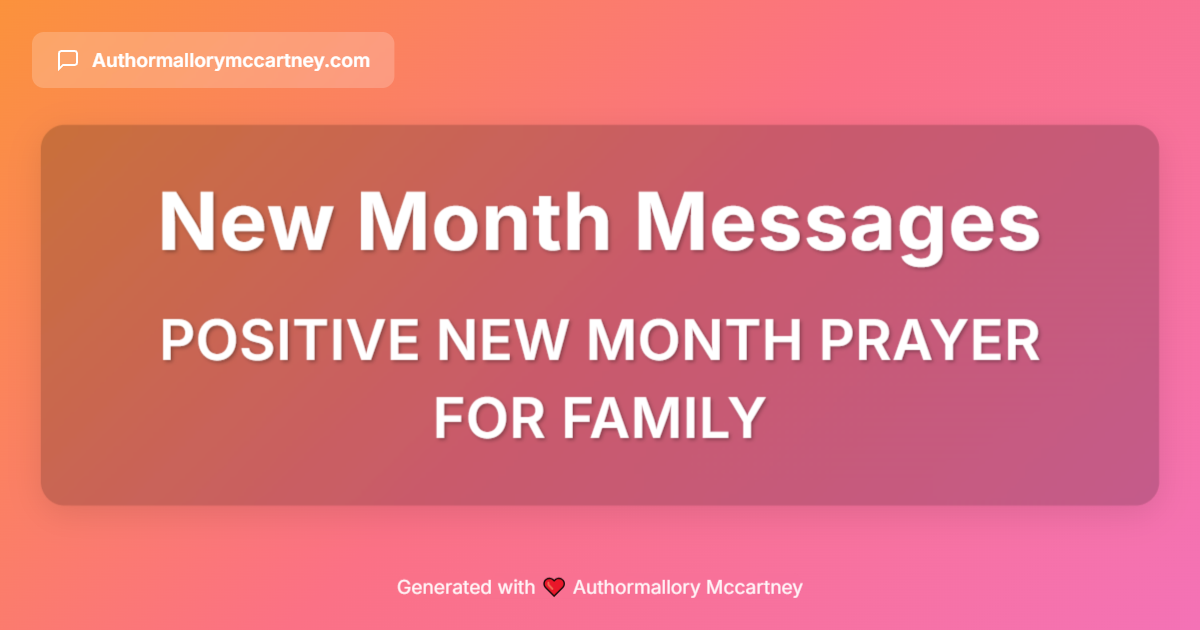 Authormallorymccartney.com
New Month Messages
POSITIVE NEW MONTH PRAYER
FOR FAMILY
Generated with ❤️ Authormallory Mccartney